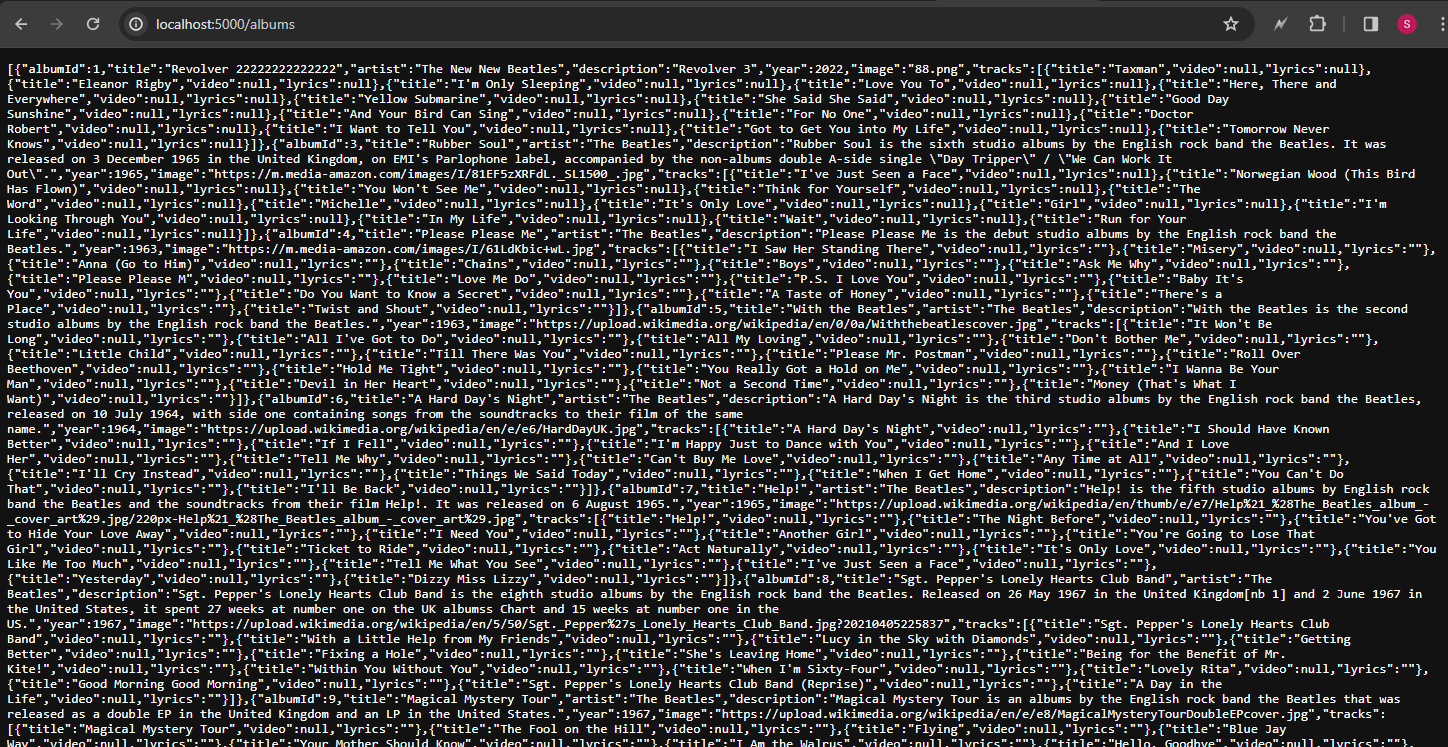 localhost:5000/albums
S
[{"albumId":1,"title":"Revolver 22222222222222","artist":"The New New Beatles","description":"Revolver 3","year":2022,"image":"88.png","tracks":[{"title":"Taxman","video":null,"lyrics":null},
{"title":"Eleanor Rigby","video":null,"lyrics":null},{"title":"I'm Only Sleeping","video":null,"lyrics":null},{"title":"Love You To","video":null,"lyrics":null},{"title":"Here, There and
Everywhere","video":null,"lyrics":null},{"title":"Yellow Submarine","video":null,"lyrics":null},{"title":"She Said She Said","video":null,"lyrics":null},{"title":"Good Day
Sunshine","video":null,"lyrics":null},{"title":"And Your Bird Can Sing","video":null,"lyrics":null},{"title":"For No One","video":null,"lyrics":null},{"title":"Doctor
Robert","video":null,"lyrics":null},{"title":"I Want to Tell You","video":null,"lyrics":null},{"title":"Got to Get You into My Life","video":null,"lyrics":null},{"title":"Tomorrow Never
Knows","video":null,"lyrics":null}]},{"albumId":3,"title":"Rubber Soul","artist":"The Beatles","description":"Rubber Soul is the sixth studio albums by the English rock band the Beatles. It was
released on 3 December 1965 in the United Kingdom, on EMI's Parlophone label, accompanied by the non-albums double A-side single \"Day Tripper\" / \"We Can Work It
Out\".","year":1965,"image":"https://m.media-amazon.com/images/I/81EF5zXRFdL._SL1500_.jpg","tracks":[{"title":"I've Just Seen a Face","video":null,"lyrics":null},{"title":"Norwegian Wood (This Bird
Has Flown)","video":null,"lyrics":null},{"title":"You Won't See Me","video":null,"lyrics":null},{"title":"Think for Yourself","video":null,"lyrics":null},{"title":"The
Word","video":null,"lyrics":null},{"title":"Michelle","video":null,"lyrics":null},{"title":"It's Only Love","video":null,"lyrics":null},{"title":"Girl","video":null,"lyrics":null},{"title":"I'm
Looking Through You","video":null,"lyrics":null},{"title":"In My Life","video":null,"lyrics":null},{"title":"Wait","video":null,"lyrics":null},{"title":"Run for Your
Life","video":null,"lyrics":null}]},{"albumId":4,"title":"Please Please Me","artist":"The Beatles","description":"Please Please Me is the debut studio albums by the English rock band the
Beatles.","year":1963,"image":"https://m.media-amazon.com/images/I/61LdKbic+wL.jpg","tracks":[{"title":"I Saw Her Standing There","video":null,"lyrics":""},{"title":"Misery","video":null,"lyrics":""},
{"title":"Anna (Go to Him)","video":null,"lyrics":""},{"title":"Chains","video":null,"lyrics":""},{"title":"Boys","video":null,"lyrics":""},{"title":"Ask Me Why","video":null,"lyrics":""},
{"title":"Please Please M","video":null,"lyrics":""},{"title":"Love Me Do","video":null,"lyrics":""},{"title":"P.S. I Love You","video":null,"lyrics":""},{"title":"Baby It's
You","video":null,"lyrics":""},{"title":"Do You Want to Know a Secret","video":null,"lyrics":""},{"title":"A Taste of Honey","video":null,"lyrics":""},{"title":"There's a
Place","video":null,"lyrics":""},{"title":"Twist and Shout","video":null,"lyrics":""}]},{"albumId":5,"title":"With the Beatles","artist":"The Beatles","description":"With the Beatles is the second
studio albums by the English rock band the Beatles.","year":1963,"image":"https://upload.wikimedia.org/wikipedia/en/0/0a/Withthebeatlescover.jpg","tracks":[{"title":"It Won't Be
Long","video":null,"lyrics":""},{"title":"All I've Got to Do","video":null,"lyrics":""},{"title":"All My Loving","video":null,"lyrics":""},{"title":"Don't Bother Me","video":null,"lyrics":""},
{"title":"Little Child","video":null,"lyrics":""},{"title":"Till There Was You","video":null,"lyrics":""},{"title":"Please Mr. Postman","video":null,"lyrics":""},{"title":"Roll Over
Beethoven","video":null,"lyrics":""},{"title":"Hold Me Tight","video":null,"lyrics":""},{"title":"You Really Got a Hold on Me","video":null,"lyrics":""},{"title":"I Wanna Be Your
Man","video":null,"lyrics":""},{"title":"Devil in Her Heart","video":null,"lyrics":""},{"title":"Not a Second Time","video":null,"lyrics":""},{"title":"Money (That's What I
Want)","video":null,"lyrics":""}]},{"albumId":6,"title":"A Hard Day's Night","artist":"The Beatles","description":"A Hard Day's Night is the third studio albums by the English rock band the Beatles,
released on 10 July 1964, with side one containing songs from the soundtracks to their film of the same
name.","year":1964,"image":"https://upload.wikimedia.org/wikipedia/en/e/e6/HardDayUK.jpg","tracks":[{"title":"A Hard Day's Night","video":null,"lyrics":""},{"title":"I Should Have Known
Better","video":null,"lyrics":""},{"title":"If I Fell","video":null,"lyrics":""},{"title":"I'm Happy Just to Dance with You","video":null,"lyrics":""},{"title":"And I Love
Her","video":null,"lyrics":""},{"title":"Tell Me Why","video":null,"lyrics":""},{"title":"Can't Buy Me Love","video":null,"lyrics":""},{"title":"Any Time at All","video":null,"lyrics":""},
{"title":"I'll Cry Instead","video":null,"lyrics":""},{"title":"Things We Said Today","video":null,"lyrics":""},{"title":"When I Get Home","video":null,"lyrics":""},{"title":"You Can't Do
That","video":null,"lyrics":""},{"title":"I'll Be Back","video":null,"lyrics":""}]},{"albumId":7,"title":"Help!","artist":"The Beatles","description":"Help! is the fifth studio albums by English rock
band the Beatles and the soundtracks from their film Help!. It was released on 6 August 1965.","year":1965,"image":"https://upload.wikimedia.org/wikipedia/en/thumb/e/e7/Help%21_%28The_Beatles_album_-
_cover_art%29.jpg/220px-Help%21_%28The_Beatles_album_-_cover_art%29.jpg","tracks":[{"title":"Help!","video":null,"lyrics":""},{"title":"The Night Before","video":null,"lyrics":""},{"title":"You've Got
to Hide Your Love Away","video":null,"lyrics":""},{"title":"I Need You","video":null,"lyrics":""},{"title":"Another Girl","video":null,"lyrics":""},{"title":"You're Going to Lose That
Girl","video":null,"lyrics":""},{"title":"Ticket to Ride","video":null,"lyrics":""},{"title":"Act Naturally","video":null,"lyrics":""},{"title":"It's Only Love","video":null,"lyrics":""},{"title":"You
Like Me Too Much","video":null,"lyrics":""},{"title":"Tell Me What You See","video":null,"lyrics":""},{"title":"I've Just Seen a Face","video":null,"lyrics":""},
{"title":"Yesterday","video":null,"lyrics":""},{"title":"Dizzy Miss Lizzy","video":null,"lyrics":""}]},{"albumId":8,"title":"Sgt. Pepper's Lonely Hearts Club Band","artist":"The
Beatles","description":"Sgt. Pepper's Lonely Hearts Club Band is the eighth studio albums by the English rock band the Beatles. Released on 26 May 1967 in the United Kingdom[nb 1] and 2 June 1967 in
the United States, it spent 27 weeks at number one on the UK albumss Chart and 15 weeks at number one in the
US.","year":1967,"image":"https://upload.wikimedia.org/wikipedia/en/5/50/Sgt._Pepper%27s_Lonely_Hearts_Club_Band.jpg?20210405225837","tracks":[{"title":"Sgt. Pepper's Lonely Hearts Club
Band","video":null,"lyrics":""},{"title":"With a Little Help from My Friends","video":null,"lyrics":""},{"title":"Lucy in the Sky with Diamonds","video":null,"lyrics":""},{"title":"Getting
Better","video":null,"lyrics":""},{"title":"Fixing a Hole","video":null,"lyrics":""},{"title":"She's Leaving Home","video":null,"lyrics":""},{"title":"Being for the Benefit of Mr.
Kite!","video":null,"lyrics":""},{"title":"Within You Without You","video":null,"lyrics":""},{"title":"When I'm Sixty-Four","video":null,"lyrics":""},{"title":"Lovely Rita","video":null,"lyrics":""},
{"title":"Good Morning Good Morning","video":null,"lyrics":""},{"title":"Sgt. Pepper's Lonely Hearts Club Band (Reprise)","video":null,"lyrics":""},{"title":"A Day in the
Life","video":null,"lyrics":""}]},{"albumId":9,"title":"Magical Mystery Tour","artist":"The Beatles","description":"Magical Mystery Tour is an albums by the English rock band the Beatles that was
released as a double EP in the United Kingdom and an LP in the United States.","year":1967,"image":"https://upload.wikimedia.org/wikipedia/en/e/e8/MagicalMysteryTourDoubleEPcover.jpg","tracks":
[{"title":"Magical Mystery Tour","video":null,"lyrics":""},{"title":"The Fool on the Hill","video":null,"lyrics":""},{"title":"Flying","video":null,"lyrics":""},{"title":"Blue Jay
Way","video":null,"lyrics":""},{"title":"Your Mother Should Know","video":null,"lyrics":""},{"title":"I Am the Walrus","video":null,"lyrics":""},{"title":"Hello, Goodbye","video":null,"lyrics":""},